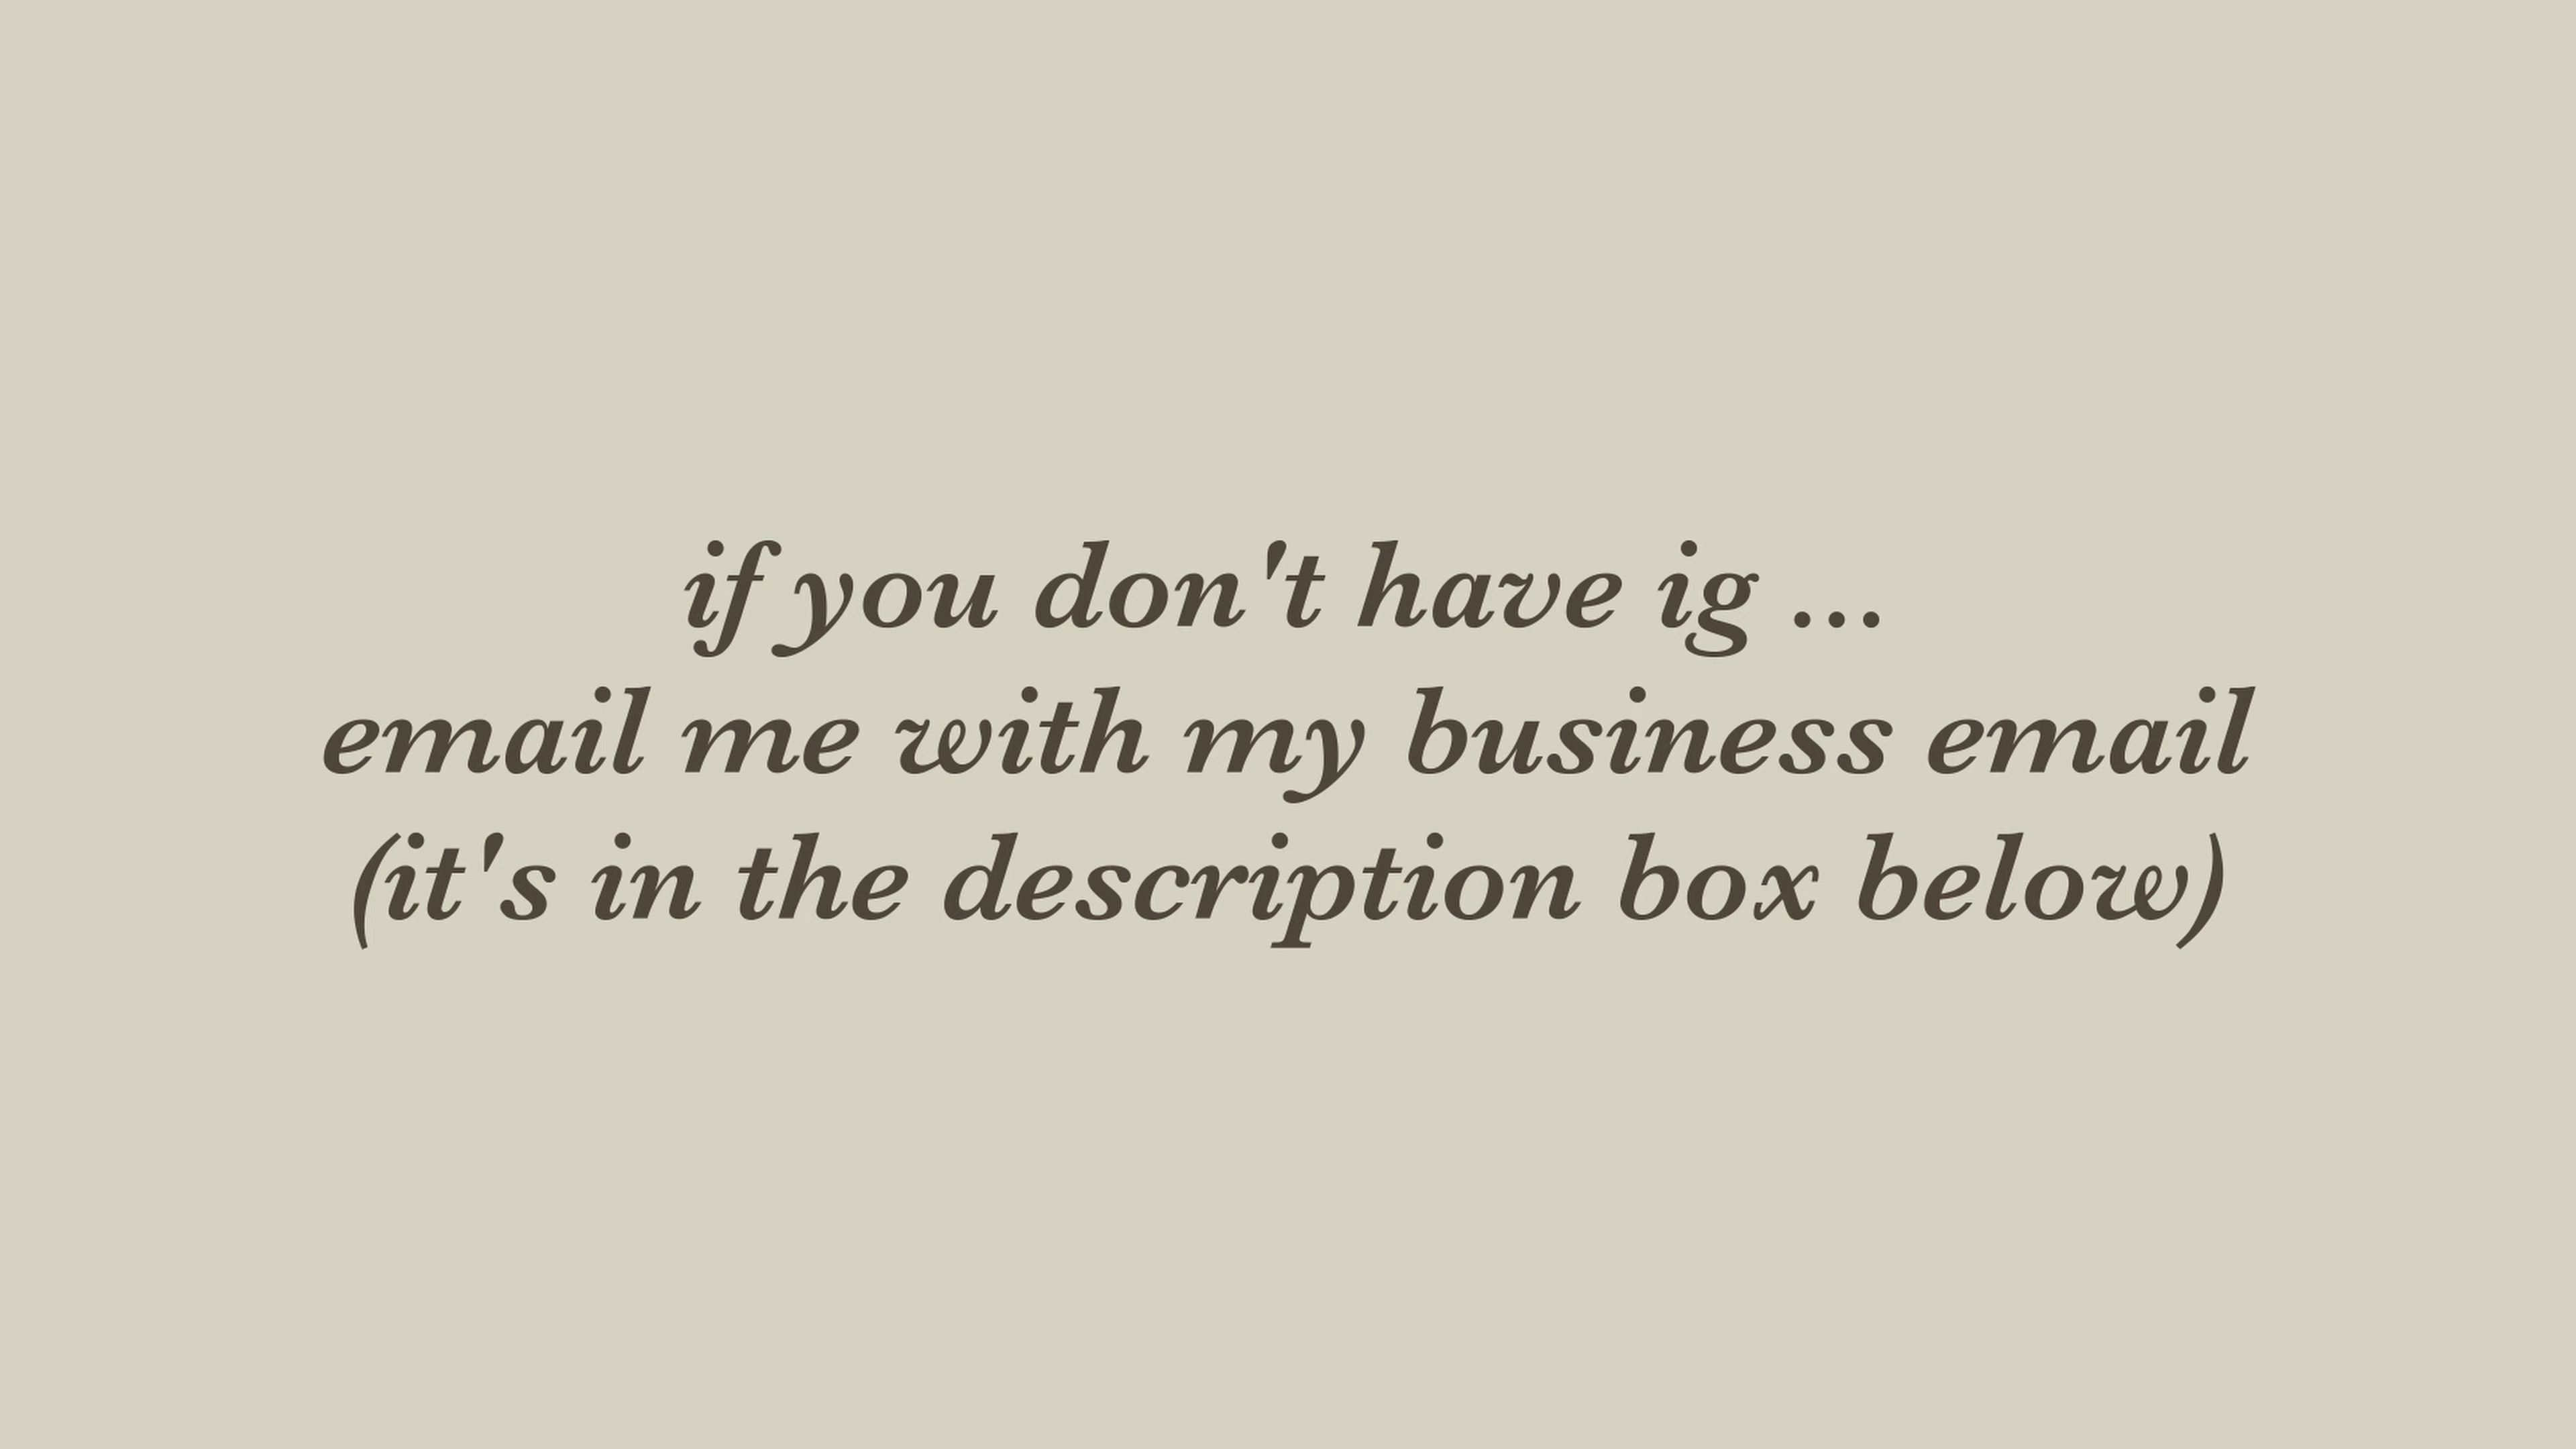 if you don't have ig ...
email me with my business email
(it's in the description box below)